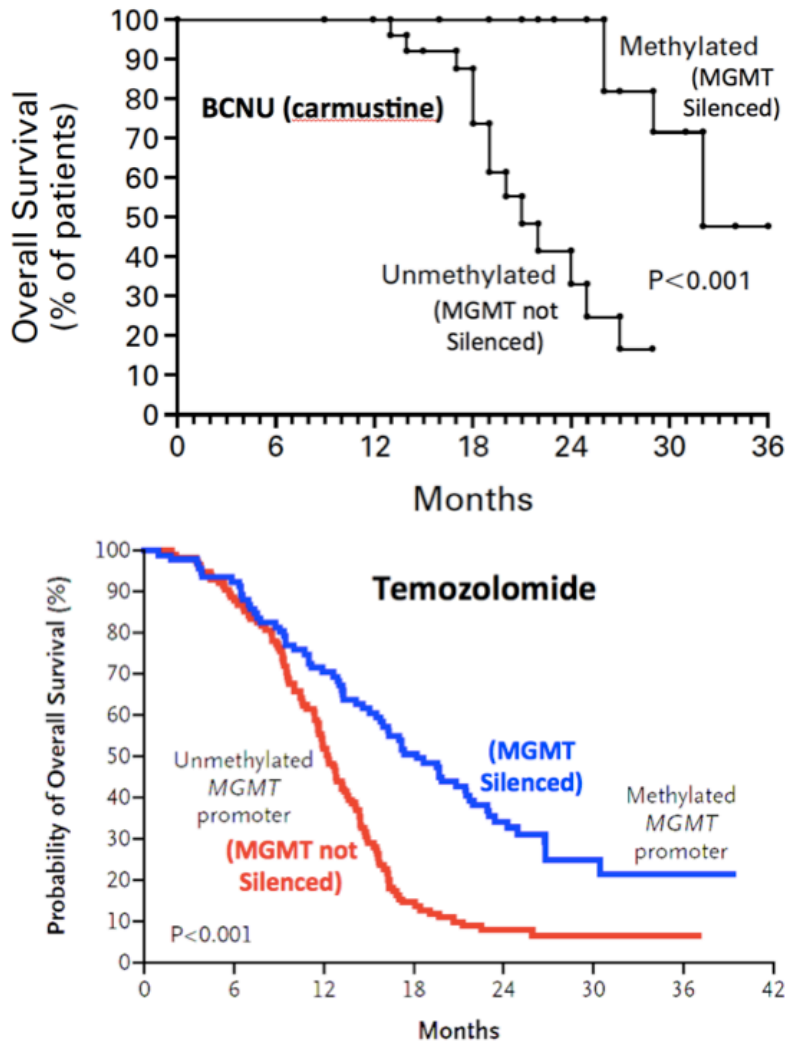 Overall Survival
(% of patients)
100
90
80
70
60
50
40
30
20
10
0
BCNU (carmustine)
Methylated
(MGMT
Silenced)
Unmethylated
(MGMT not
Silenced)
P<0.001
0 6 12 18 24 30 36
Months
Probability of Overall Survival (%)
100
90
80
70
60
50
40
30
20
10
0
Temozolomide
Unmethylated
MGMT
promoter
(MGMT not
Silenced)
(MGMT
Silenced)
Methylated
MGMT
promoter
P<0.001
0 6 12 18 24 30 36 42
Months